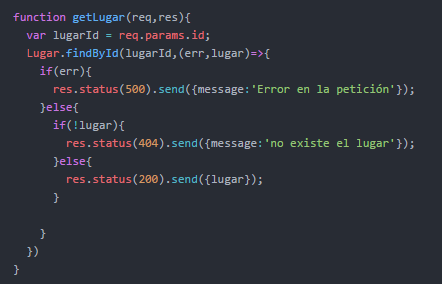 function getLugar(req,res){
  var lugarId = req.params.id;
  Lugar.findById(lugarId,(err,lugar)=>{
    if(err){
      res.status(500).send({message:'Error en la petición'});
    }else{
      if(!lugar){
        res.status(404).send({message:'no existe el lugar'});
      }else{
        res.status(200).send({lugar});
      }

    }
  })
}